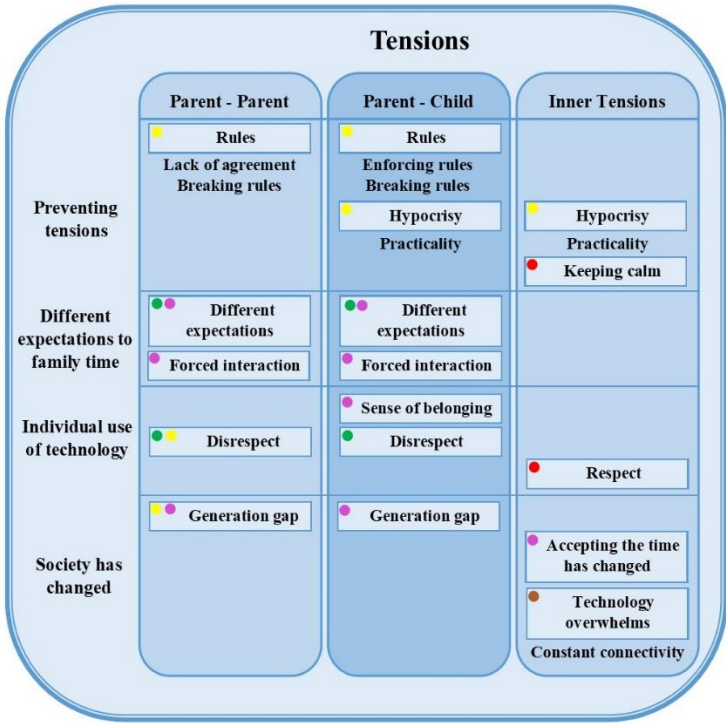 Tensions
Parent - Parent
Parent - Child
Inner Tensions
Preventing
tensions
Rules
Lack of agreement
Breaking rules
Rules
Enforcing rules
Breaking rules
Hypocrisy
Practicality
Hypocrisy
Practicality
Keeping calm
Different
expectations to
family time
Different
expectations
Forced interaction
Different
expectations
Forced interaction
Individual use
of technology
Disrespect
Sense of belonging
Disrespect
Respect
Society has
changed
Generation gap
Generation gap
Accepting the time
has changed
Technology
overwhelms
Constant connectivity